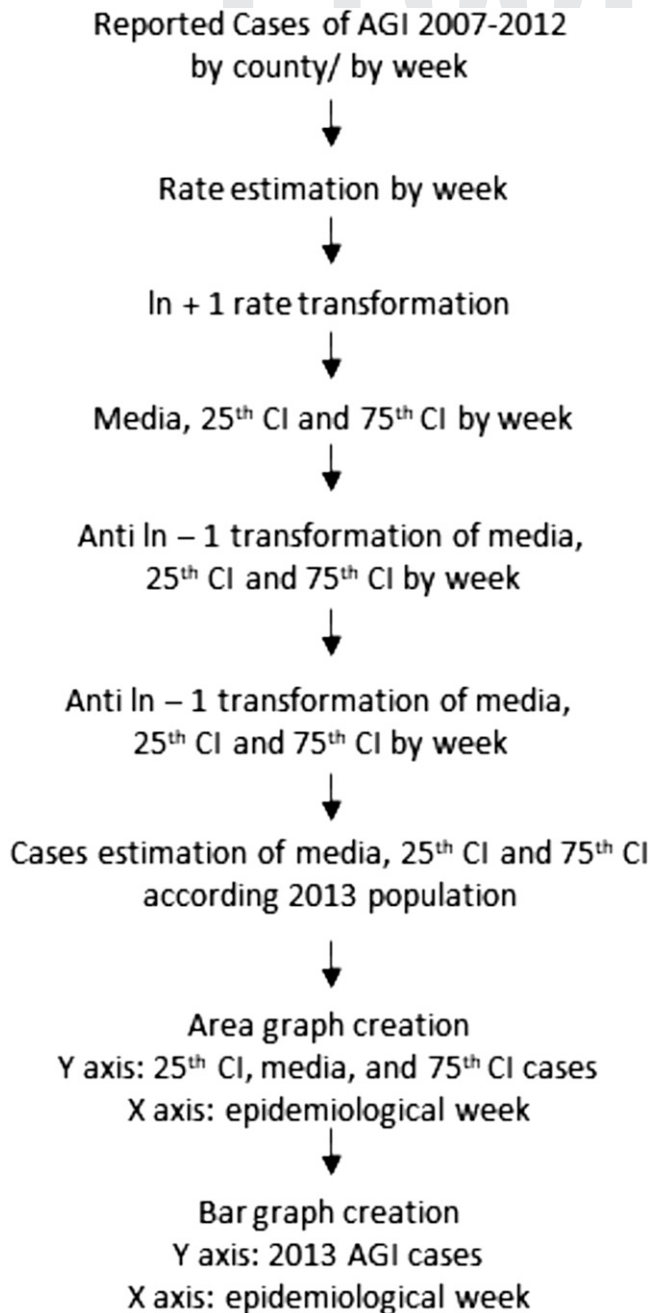 Reported Cases of AGI 2007-2012
by county/ by week
Rate estimation by week
ln + 1 rate transformation
Media, 25th CI and 75th CI by week
Anti ln – 1 transformation of media,
25th CI and 75th CI by week
Anti ln – 1 transformation of media,
25th CI and 75th CI by week
Cases estimation of media, 25th CI and 75th CI
according 2013 population
Area graph creation
Y axis: 25th CI, media, and 75th CI cases
X axis: epidemiological week
Bar graph creation
Y axis: 2013 AGI cases
X axis: epidemiological week